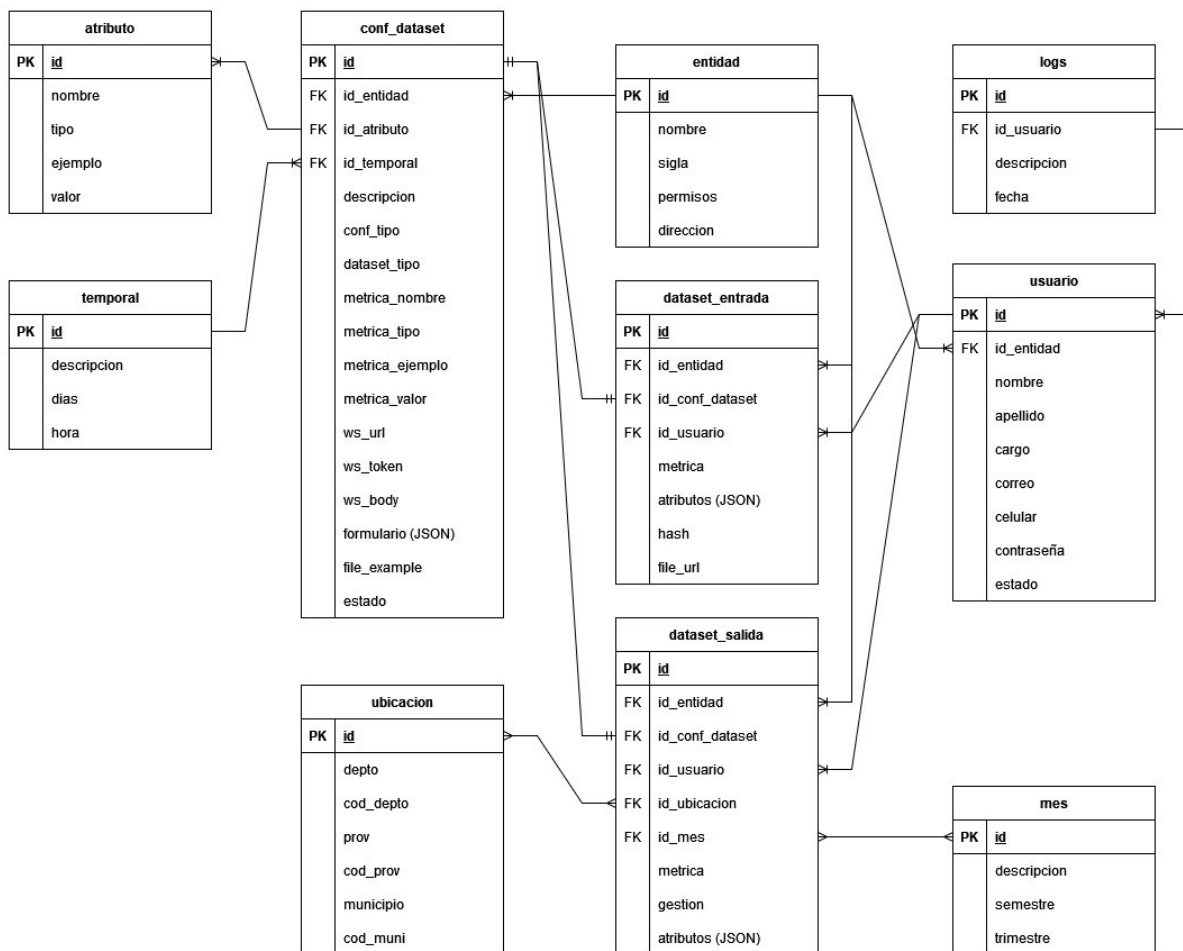 atributo
PK id
nombre
tipo
ejemplo
valor
conf_dataset
PK id
FK id_entidad
FK id_atributo
FK id_temporal
descripcion
conf_tipo
dataset_tipo
metrica_nombre
metrica_tipo
metrica_ejemplo
metrica_valor
ws_url
ws_token
ws_body
formulario (JSON)
file_example
estado
entidad
PK id
nombre
sigla
permisos
direccion
logs
PK id
FK id_usuario
descripcion
fecha
temporal
PK id
descripcion
dias
hora
dataset_entrada
PK id
FK id_entidad
FK id_conf_dataset
FK id_usuario
metrica
atributos (JSON)
hash
file_url
usuario
PK id
FK id_entidad
nombre
apellido
cargo
correo
celular
contraseña
estado
ubicacion
PK id
depto
cod_depto
prov
cod_prov
municipio
cod_muni
dataset_salida
PK id
FK id_entidad
FK id_conf_dataset
FK id_usuario
FK id_ubicacion
FK id_mes
metrica
gestion
atributos (JSON)
mes
PK id
descripcion
semestre
trimestre